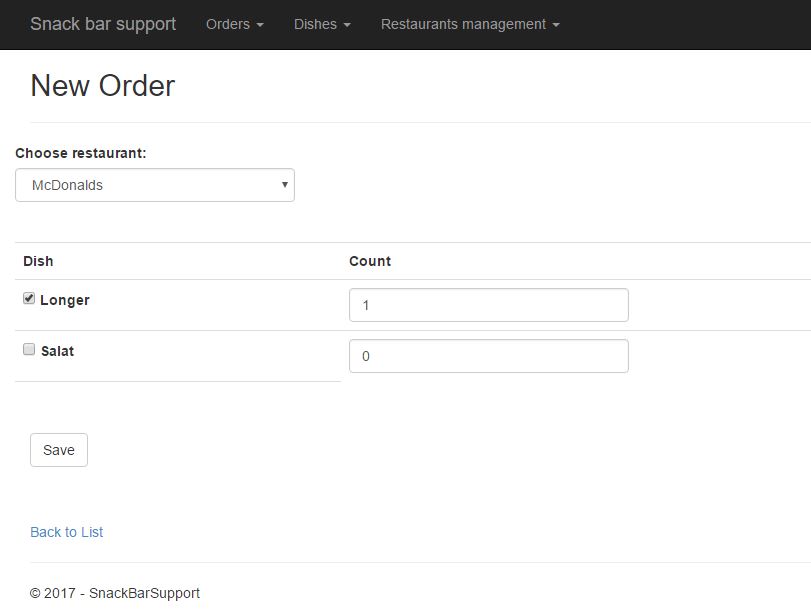 Snack bar support Orders Dishes Restaurants management
New Order
Choose restaurant:
McDonalds
Dish Count
Longer 1
Salat 0
Save
Back to List
© 2017 - SnackBarSupport